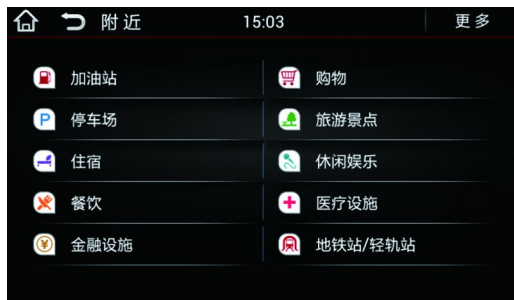 附近 15:03 更多
加油站 购物
P 停车场 旅游景点
住宿 休闲娱乐
餐饮 医疗设施
¥ 金融设施 地铁站/轻轨站